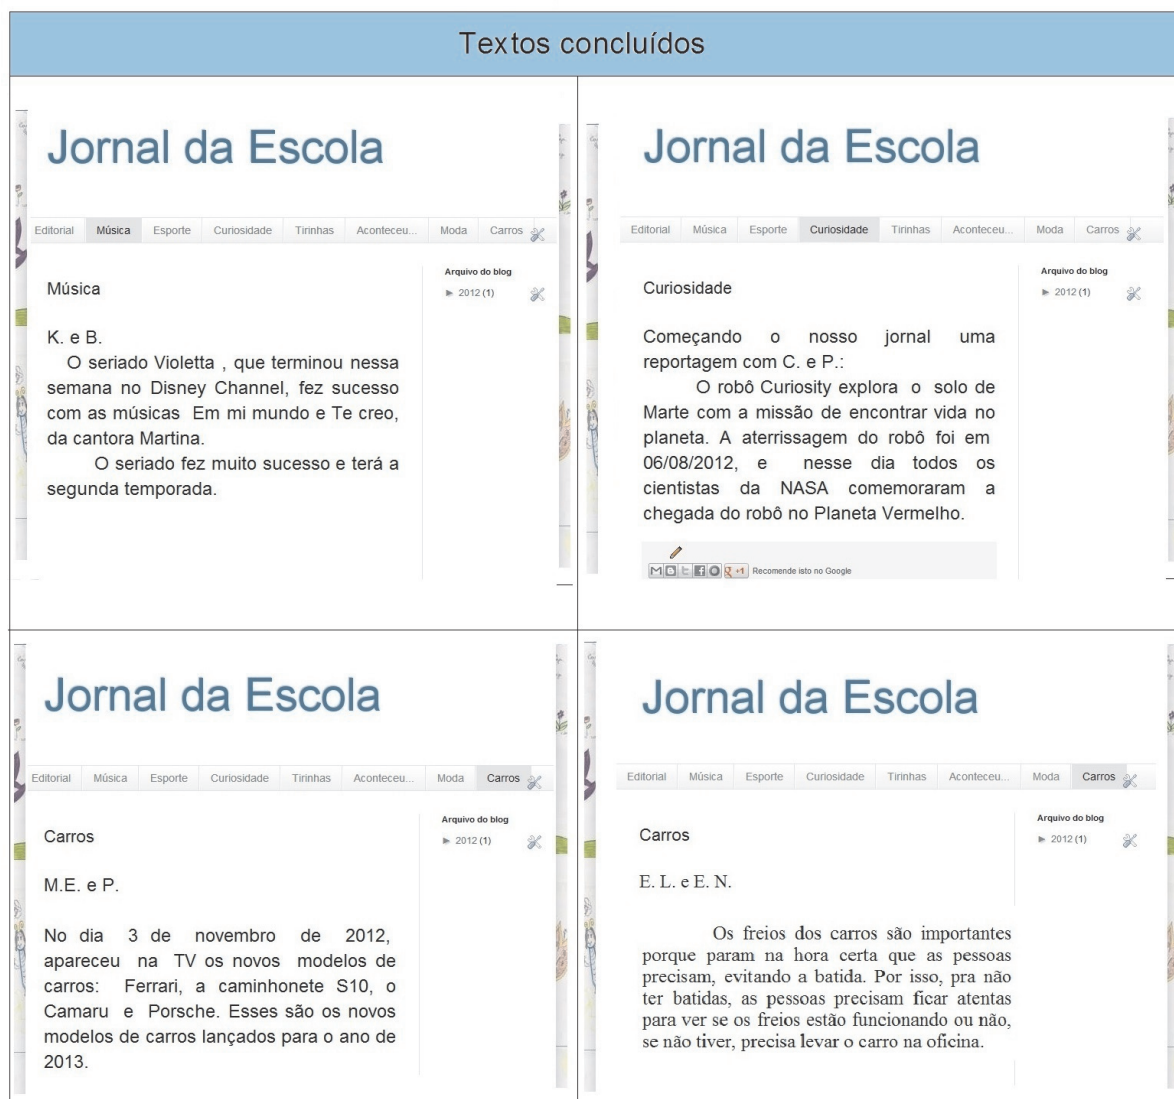 Textos concluídos
Jornal da Escola
Editorial Música Esporte Curiosidade Tirinhas Aconteceu... Moda Carros
Música
K. e B.
O seriado Violetta , que terminou nessa
semana no Disney Channel, fez sucesso
com as músicas Em mi mundo e Te creo,
da cantora Martina.
O seriado fez muito sucesso e terá a
segunda temporada.
Arquivo do blog
► 2012 (1)
Jornal da Escola
Editorial Música Esporte Curiosidade Tirinhas Aconteceu... Moda Carros
Curiosidade
Começando o nosso jornal uma
reportagem com C. e P.:
O robô Curiosity explora o solo de
Marte com a missão de encontrar vida no
planeta. A aterrissagem do robô foi em
06/08/2012, e nesse dia todos os
cientistas da NASA comemoraram a
chegada do robô no Planeta Vermelho.
+1 Recomende isto no Google
Arquivo do blog
► 2012 (1)
Jornal da Escola
Editorial Música Esporte Curiosidade Tirinhas Aconteceu... Moda Carros
Carros
M.E. e P.
No dia 3 de novembro de 2012,
apareceu na TV os novos modelos de
carros: Ferrari, a caminhonete S10, o
Camaru e Porsche. Esses são os novos
modelos de carros lançados para o ano de
2013.
Arquivo do blog
► 2012 (1)
Jornal da Escola
Editorial Música Esporte Curiosidade Tirinhas Aconteceu... Moda Carros
Carros
E. L. e E. N.
Os freios dos carros são importantes
porque param na hora certa que as pessoas
precisam, evitando a batida. Por isso, pra não
ter batidas, as pessoas precisam ficar atentas
para ver se os freios estão funcionando ou não,
se não tiver, precisa levar o carro na oficina.
Arquivo do blog
► 2012 (1)